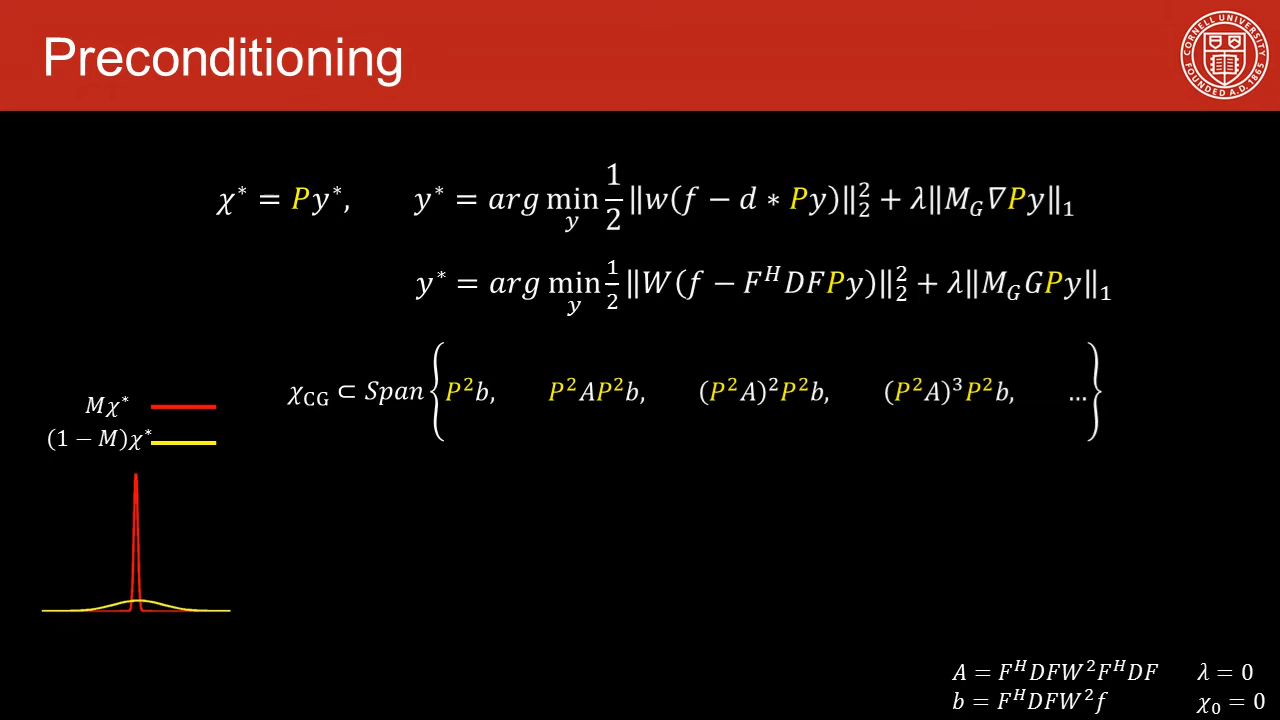 Preconditioning
CORNELL UNIVERSITY
FOUNDED A.D. 1865
χ* = Py*,    y* = arg min_y 1/2 ‖w(f − d ∗ Py)‖₂² + λ‖M_G∇Py‖₁
y* = arg min_y 1/2 ‖W(f − F^H DFPy)‖₂² + λ‖M_G GPy‖₁
χ_CG ⊂ Span {P²b,    P²AP²b,    (P²A)²P²b,    (P²A)³P²b,    …}
Mχ*
(1 − M)χ*
A = F^H DFW²F^H DF    λ = 0
b = F^H DFW² f    χ₀ = 0